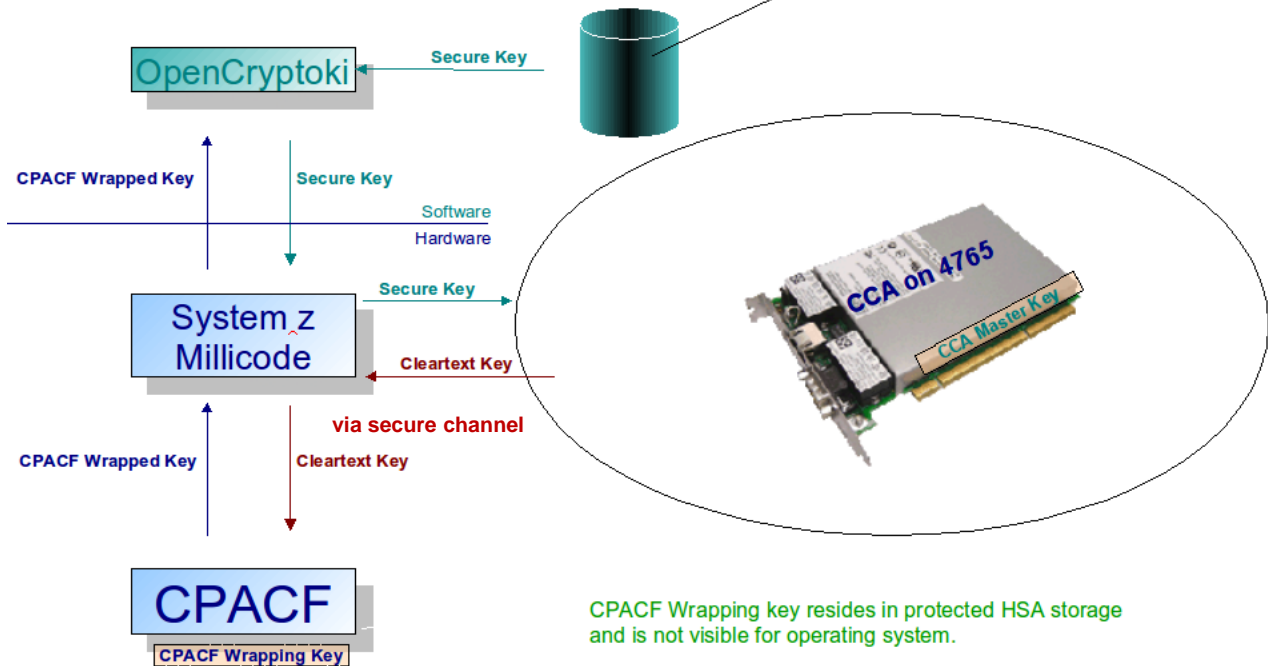 OpenCryptoki
Secure Key
CPACF Wrapped Key
Secure Key
Software
Hardware
System z
Millicode
Secure Key
Cleartext Key
via secure channel
CCA on 4765
CCA Master Key
CPACF Wrapped Key
Cleartext Key
CPACF
CPACF Wrapping Key
CPACF Wrapping key resides in protected HSA storage
and is not visible for operating system.